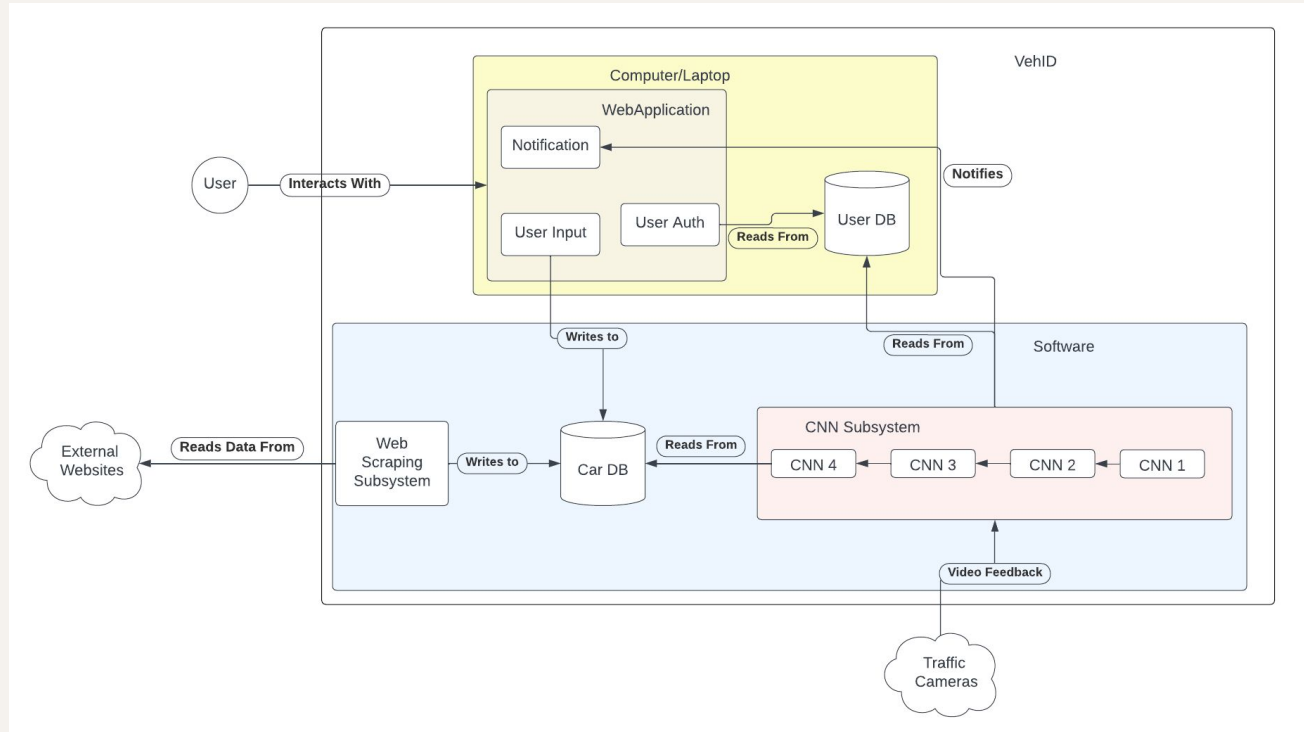 VehID
Computer/Laptop
WebApplication
Notification
Notifies
User
Interacts With
User Input
User Auth
Reads From
User DB
Writes to
Reads From
Software
External
Websites
Reads Data From
Web
Scraping
Subsystem
Writes to
Car DB
Reads From
CNN Subsystem
CNN 4
CNN 3
CNN 2
CNN 1
Video Feedback
Traffic
Cameras